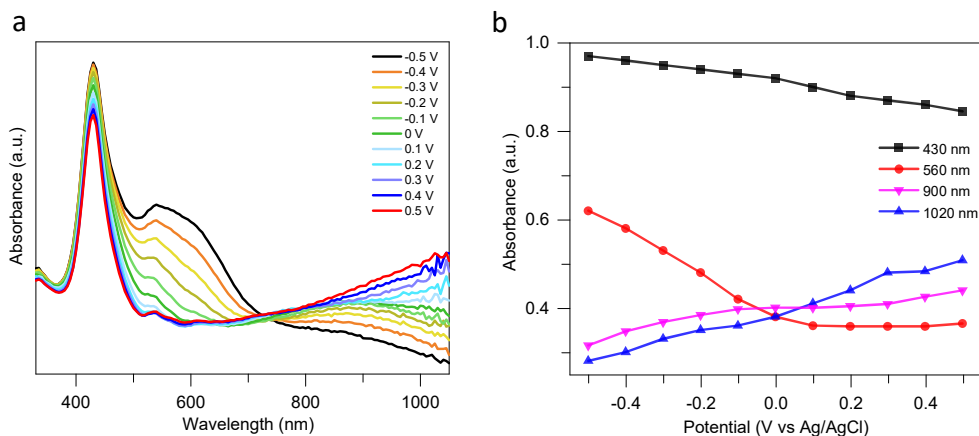 a
Absorbance (a.u.)
-0.5 V
-0.4 V
-0.3 V
-0.2 V
-0.1 V
0 V
0.1 V
0.2 V
0.3 V
0.4 V
0.5 V
400 600 800 1000
Wavelength (nm)
b
Absorbance (a.u.)
1.0
0.8
0.6
0.4
430 nm
560 nm
900 nm
1020 nm
-0.4 -0.2 0.0 0.2 0.4
Potential (V vs Ag/AgCl)